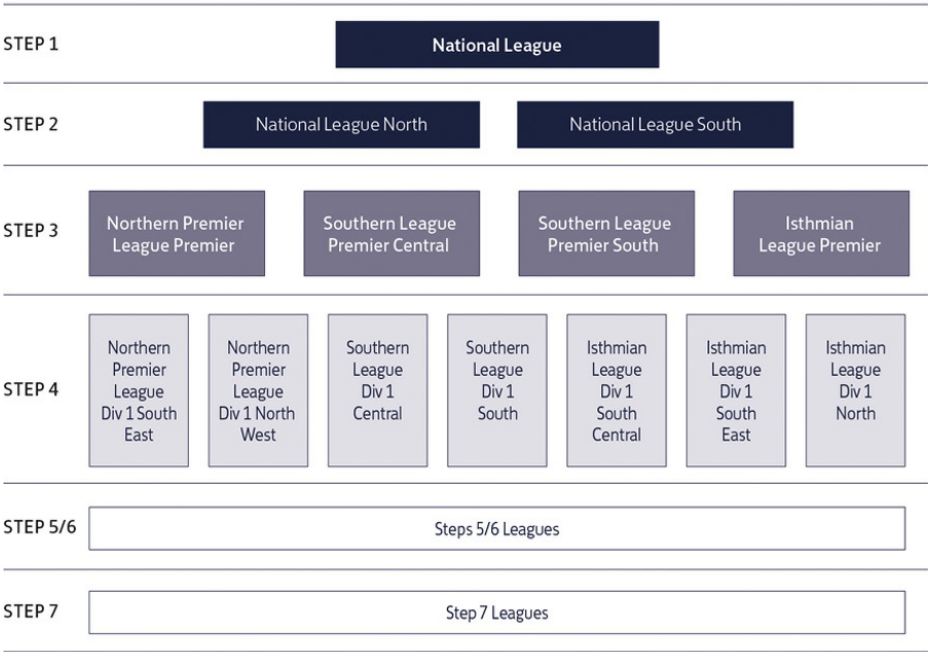 STEP 1
National League
STEP 2
National League North
National League South
STEP 3
Northern Premier
League Premier
Southern League
Premier Central
Southern League
Premier South
Isthmian
League Premier
STEP 4
Northern
Premier
League
Div 1 South
East
Northern
Premier
League
Div 1 North
West
Southern
League
Div 1
Central
Southern
League
Div 1
South
Isthmian
League
Div 1
South
Central
Isthmian
League
Div 1
South
East
Isthmian
League
Div 1
North
STEP 5/6
Steps 5/6 Leagues
STEP 7
Step 7 Leagues